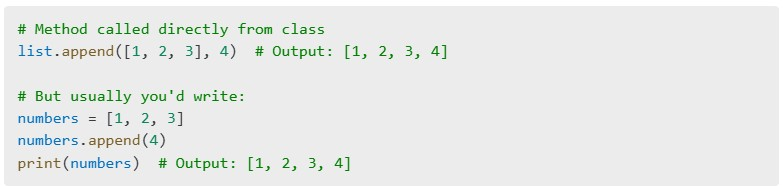 # Method called directly from class
list.append([1, 2, 3], 4)  # Output: [1, 2, 3, 4]
# But usually you'd write:
numbers = [1, 2, 3]
numbers.append(4)
print(numbers)  # Output: [1, 2, 3, 4]